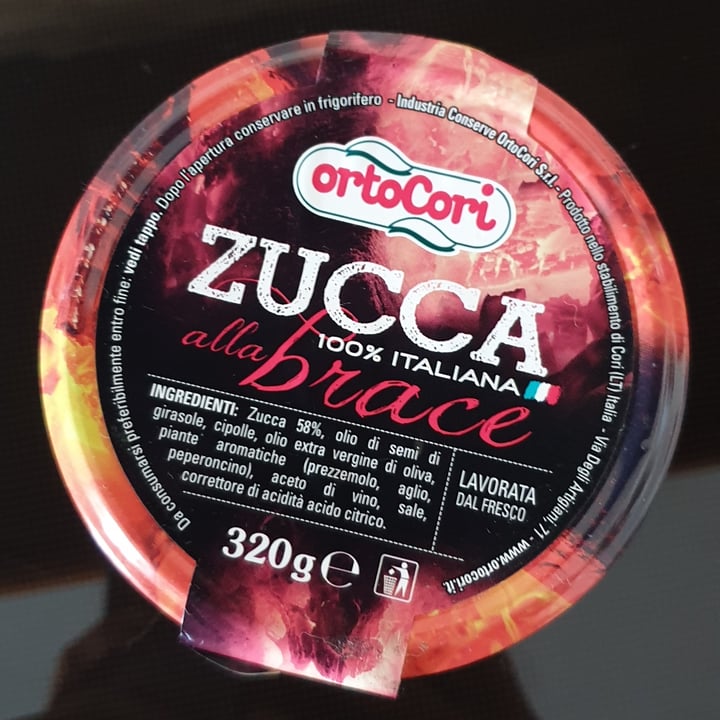 Da consumarsi preferibilmente entro fine: vedi tappo. Dopo l'apertura conservare in frigorifero - Industria Conserve OrtoCori S.r.l. - Prodotto nello stabilimento di Cori (LT) Italia - Via Degli Artigiani, 71 - www.ortocori.it
ortoCori
ZUCCA
100% ITALIANA
alla brace
INGREDIENTI: Zucca 58%, olio di semi di
girasole, cipolle, olio extra vergine di oliva,
piante aromatiche (prezzemolo, aglio,
peperoncino), aceto di vino, sale,
correttore di acidità acido citrico.
LAVORATA
DAL FRESCO
320g e